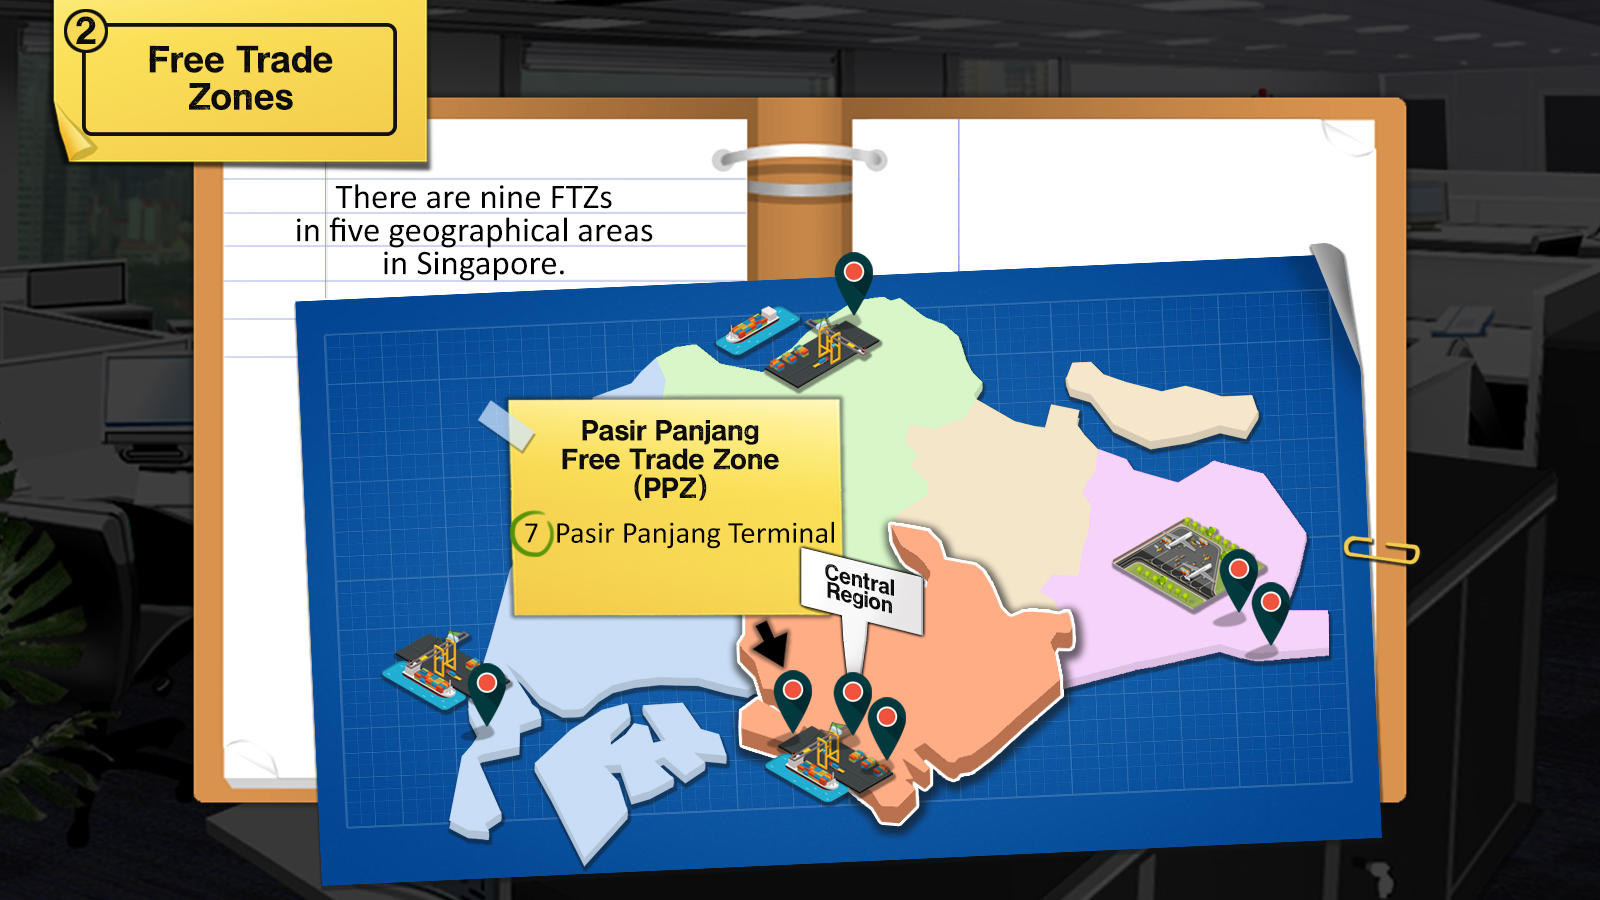 2
Free Trade
Zones
There are nine FTZs
in five geographical areas
in Singapore.
Pasir Panjang
Free Trade Zone
(PPZ)
7 Pasir Panjang Terminal
Central
Region